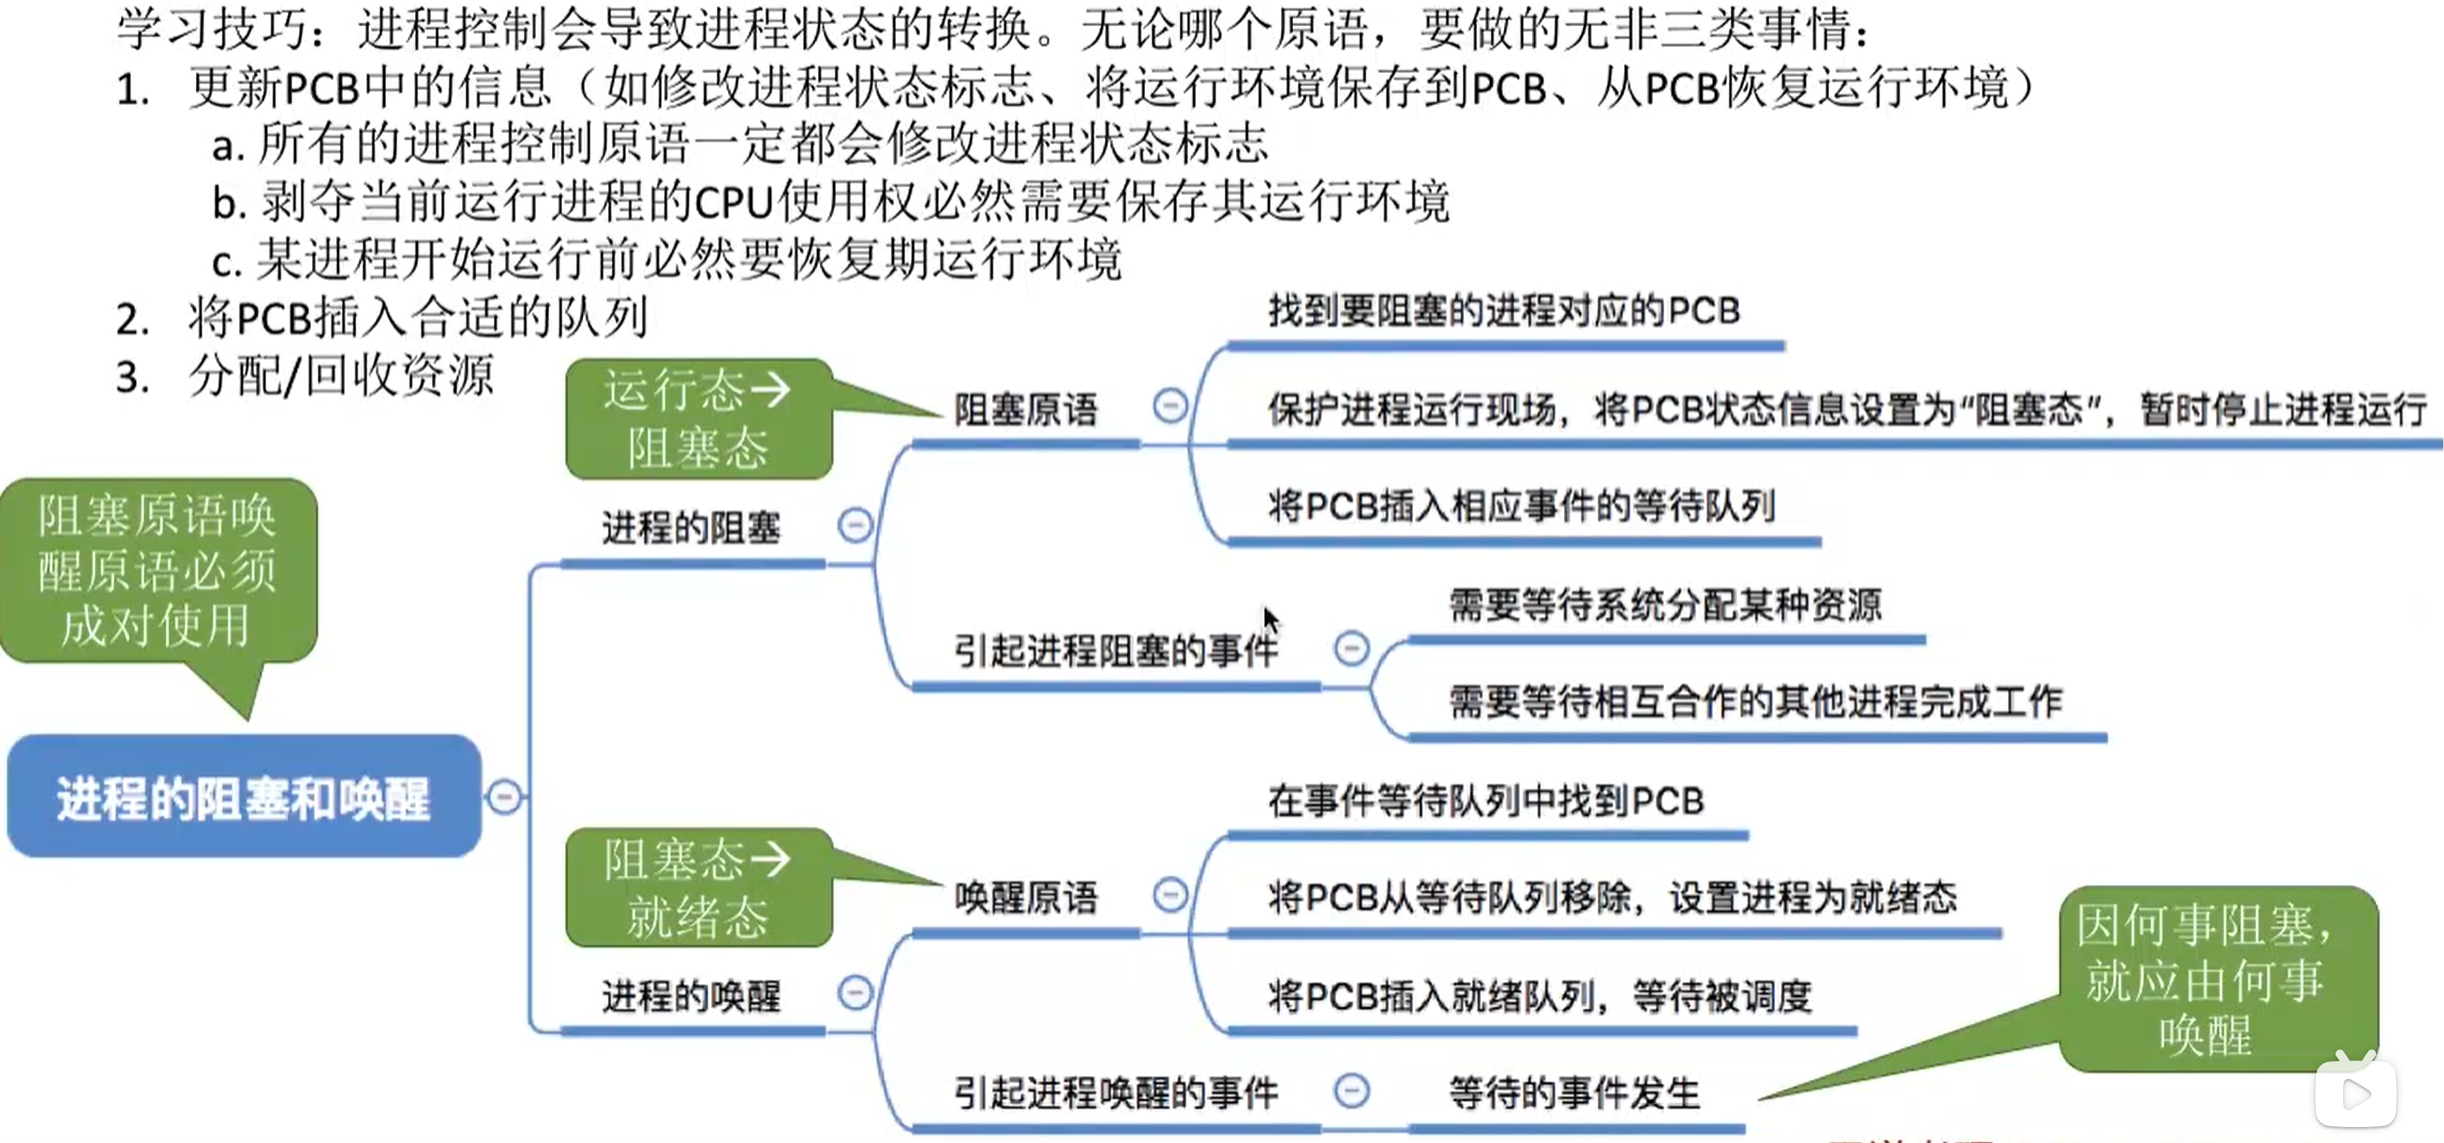 学习技巧：进程控制会导致进程状态的转换。无论哪个原语，要做的无非三类事情：
1. 更新PCB中的信息（如修改进程状态标志、将运行环境保存到PCB、从PCB恢复运行环境）
a. 所有的进程控制原语一定都会修改进程状态标志
b. 剥夺当前运行进程的CPU使用权必然需要保存其运行环境
c. 某进程开始运行前必然要恢复期运行环境
2. 将PCB插入合适的队列
3. 分配/回收资源
阻塞原语唤
醒原语必须
成对使用
进程的阻塞和唤醒
进程的阻塞
运行态→
阻塞态
阻塞原语
找到要阻塞的进程对应的PCB
保护进程运行现场，将PCB状态信息设置为“阻塞态”，暂时停止进程运行
将PCB插入相应事件的等待队列
引起进程阻塞的事件
需要等待系统分配某种资源
需要等待相互合作的其他进程完成工作
进程的唤醒
阻塞态→
就绪态
唤醒原语
在事件等待队列中找到PCB
将PCB从等待队列移除，设置进程为就绪态
将PCB插入就绪队列，等待被调度
引起进程唤醒的事件
等待的事件发生
因何事阻塞，
就应由何事
唤醒